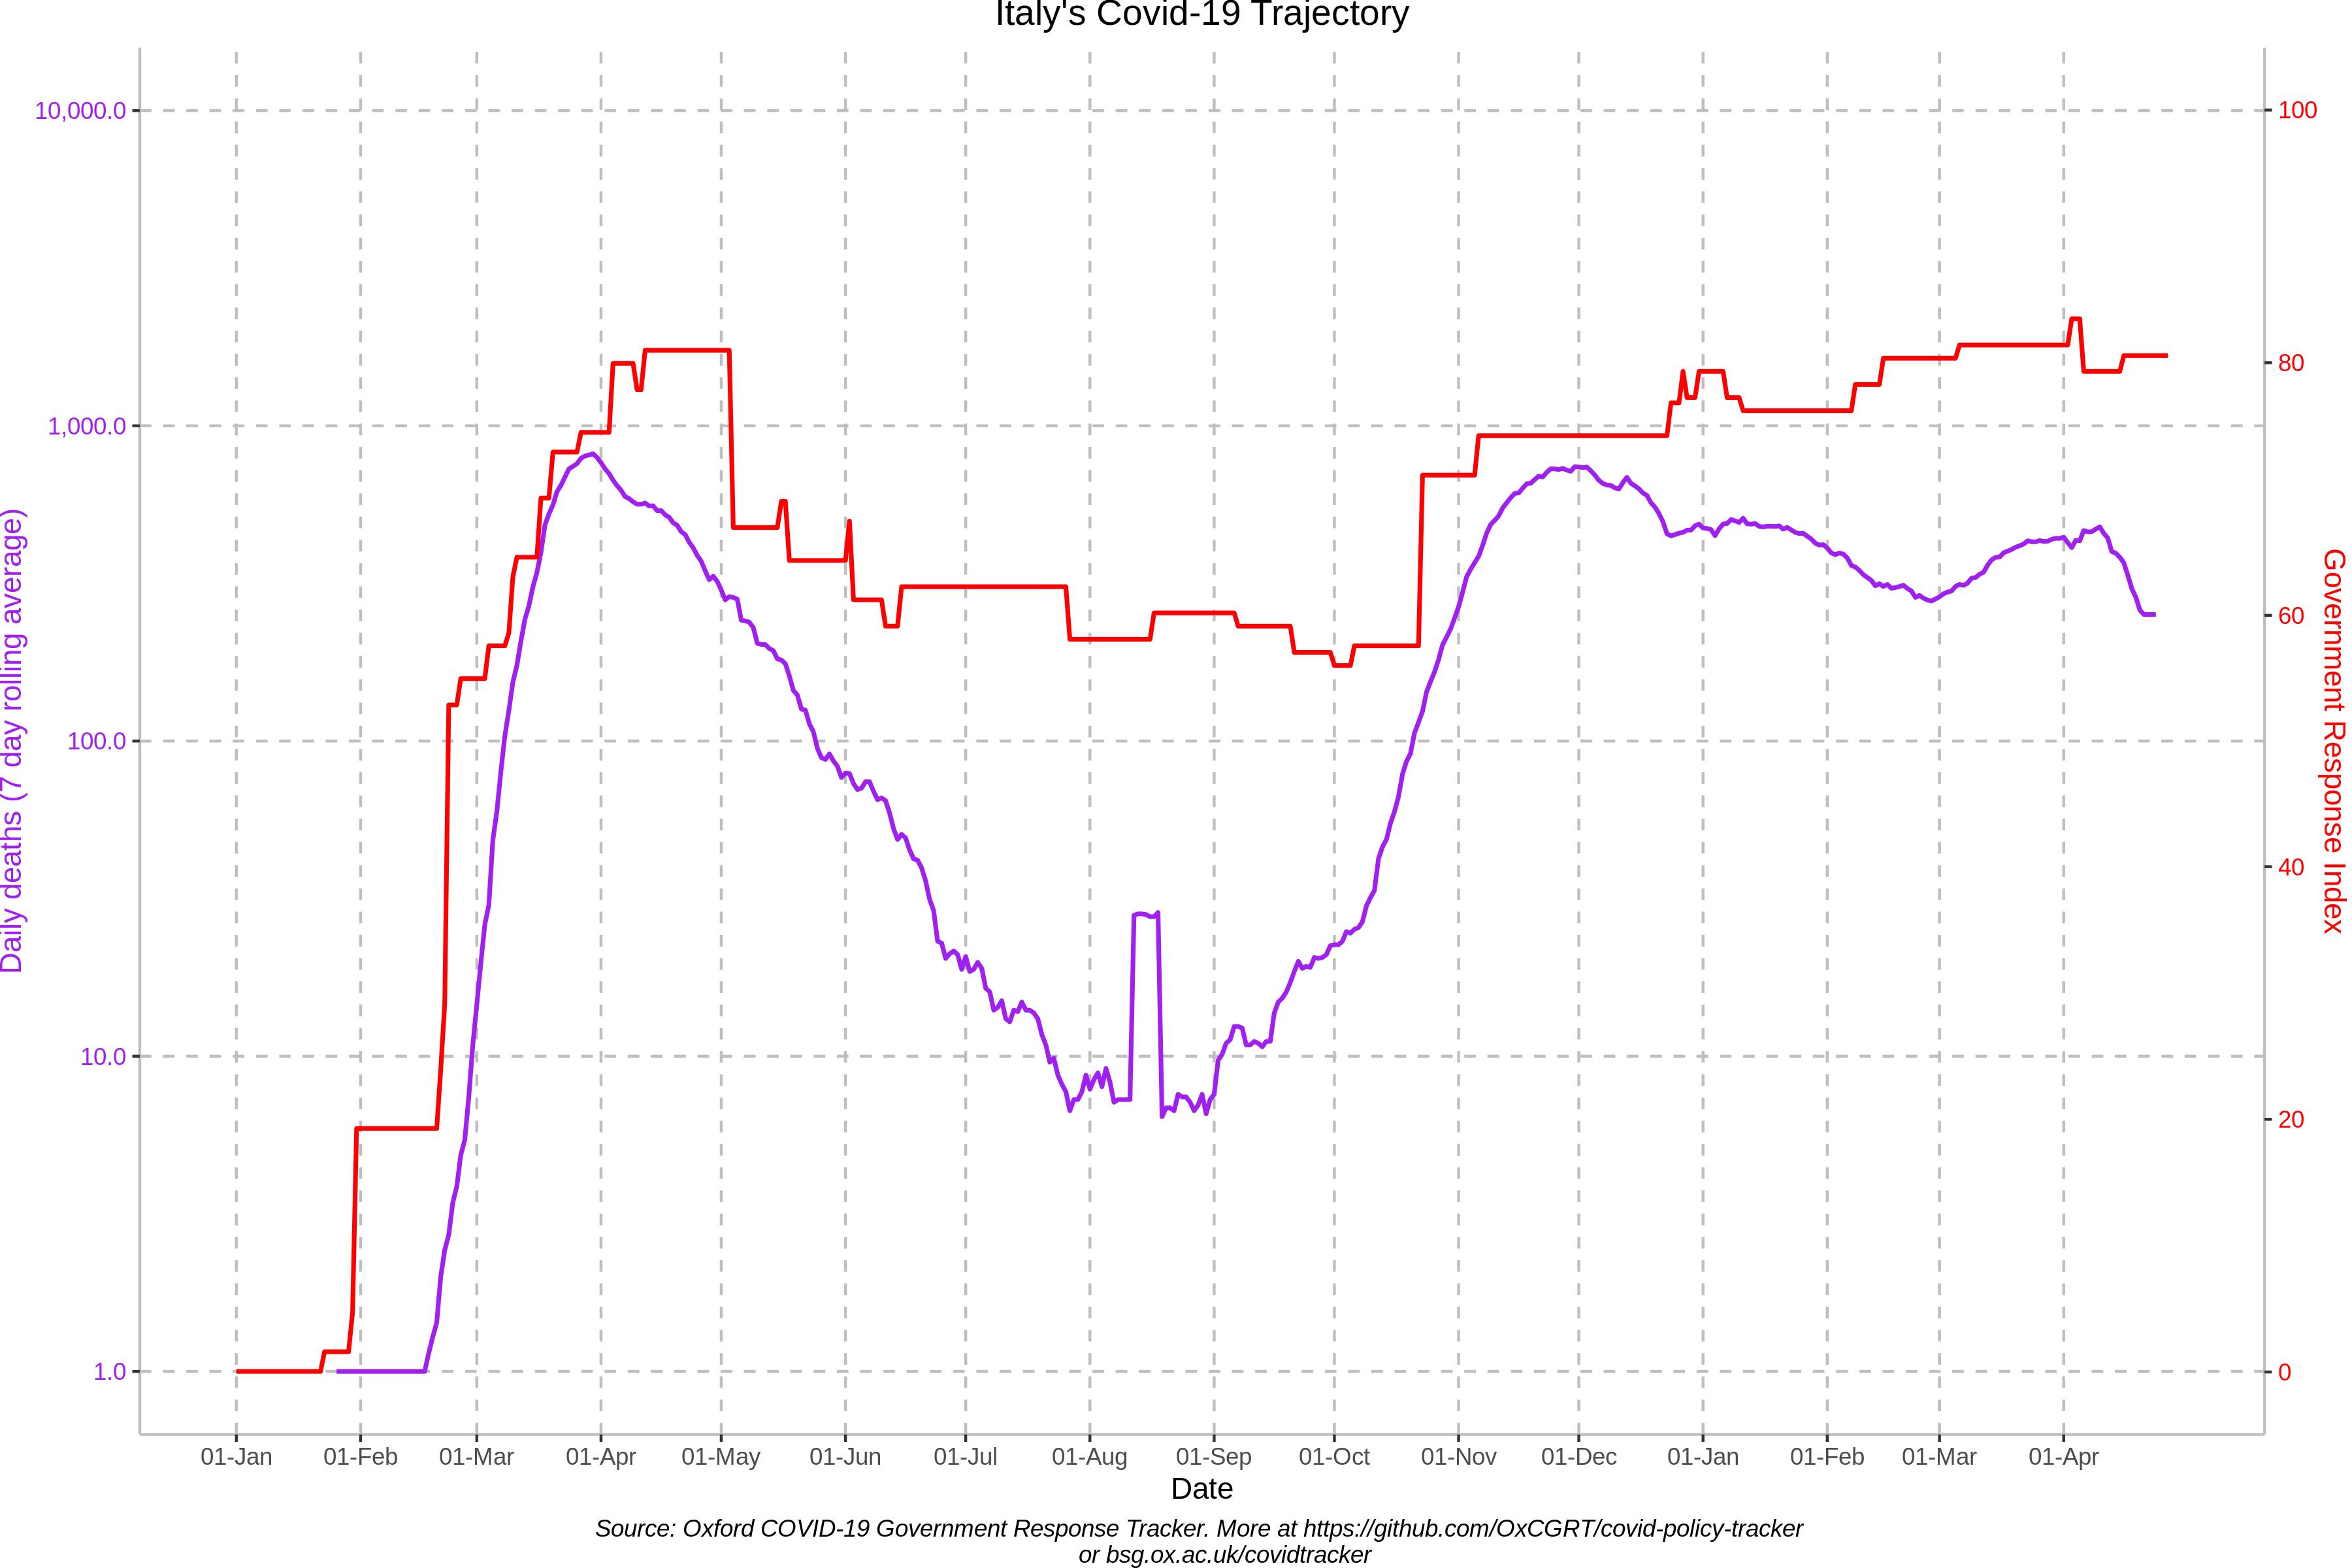 Italy's Covid-19 Trajectory
Daily deaths (7 day rolling average)
10,000.0
1,000.0
100.0
10.0
1.0
100
80
60
40
20
0
Government Response Index
01-Jan 01-Feb 01-Mar 01-Apr 01-May 01-Jun 01-Jul 01-Aug 01-Sep 01-Oct 01-Nov 01-Dec 01-Jan 01-Feb 01-Mar 01-Apr
Date
Source: Oxford COVID-19 Government Response Tracker. More at https://github.com/OxCGRT/covid-policy-tracker
or bsg.ox.ac.uk/covidtracker